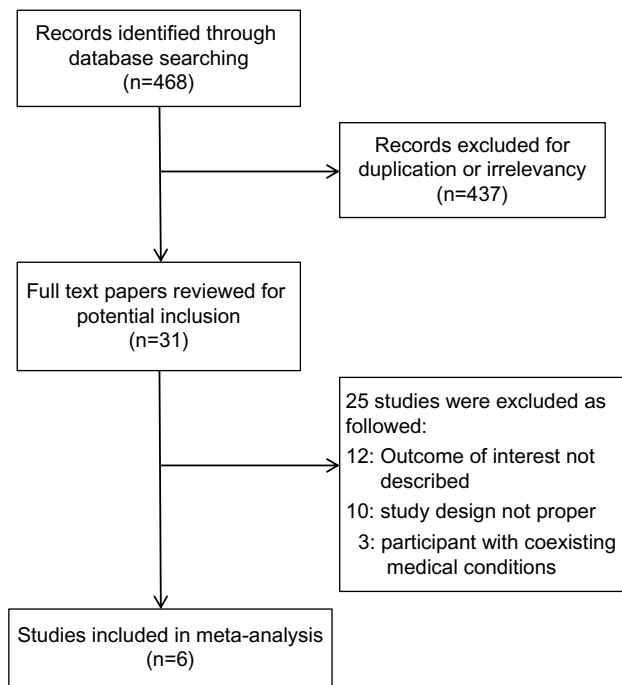 Records identified through
database searching
(n=468)
Records excluded for
duplication or irrelevancy
(n=437)
Full text papers reviewed for
potential inclusion
(n=31)
25 studies were excluded as
followed:
12: Outcome of interest not
described
10: study design not proper
3: participant with coexisting
medical conditions
Studies included in meta-analysis
(n=6)